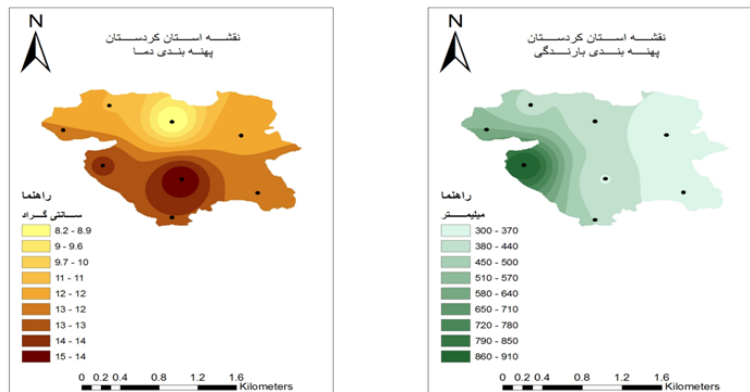 N
نقشه استان کردستان
پهنه بندی دما
راهنما
سانتی گراد
8.2 - 8.9
9 - 9.6
9.7 - 10
11 - 11
12 - 12
13 - 12
13 - 13
14 - 14
15 - 14
0 0.2 0.4 0.8 1.2 1.6
Kilometers
N
نقشه استان کردستان
پهنه بندی بارندگی
راهنما
میلیمتر
300 - 370
380 - 440
450 - 500
510 - 570
580 - 640
650 - 710
720 - 780
790 - 850
860 - 910
0 0.2 0.4 0.8 1.2 1.6
Kilometers